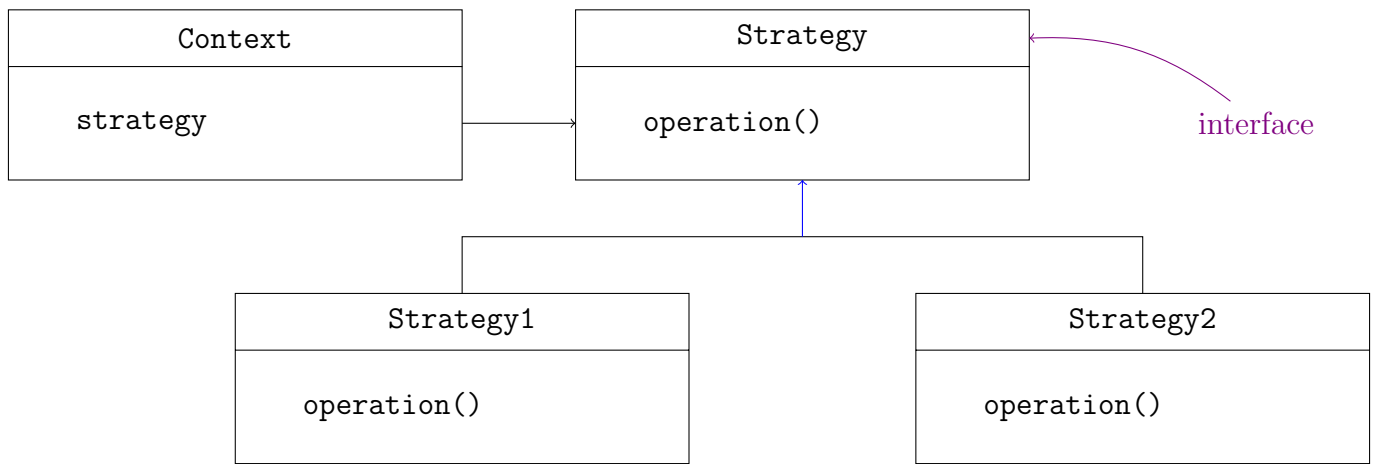 Context
Strategy
strategy
operation()
interface
Strategy1
Strategy2
operation()
operation()